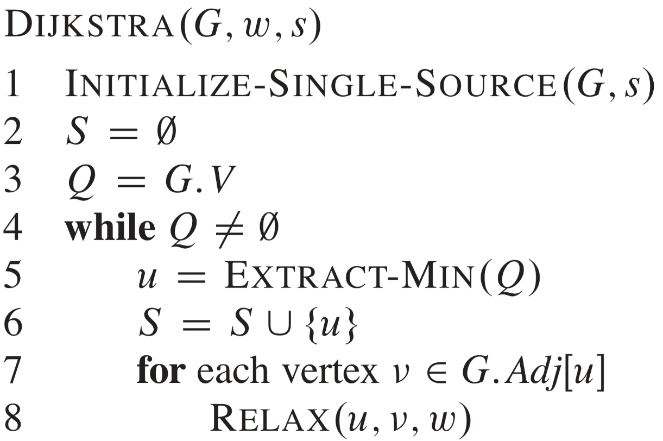 DIJKSTRA(G, w, s)
1 INITIALIZE-SINGLE-SOURCE(G, s)
2 S = ∅
3 Q = G.V
4 while Q ≠ ∅
5 u = EXTRACT-MIN(Q)
6 S = S ∪ {u}
7 for each vertex v ∈ G.Adj[u]
8 RELAX(u, v, w)